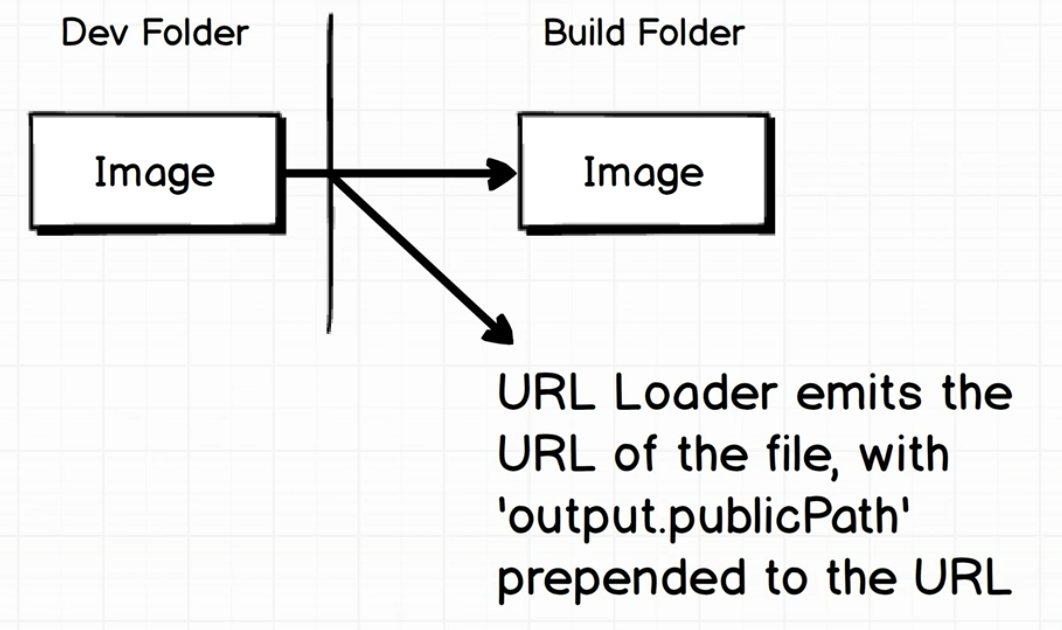 Dev Folder
Build Folder
Image
Image
URL Loader emits the
URL of the file, with
'output.publicPath'
prepended to the URL